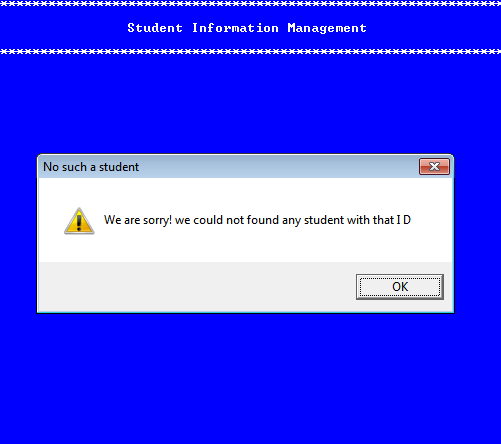 ****************************************************************
Student Information Management
****************************************************************
No such a student
We are sorry! we could not found any student with that I D
OK